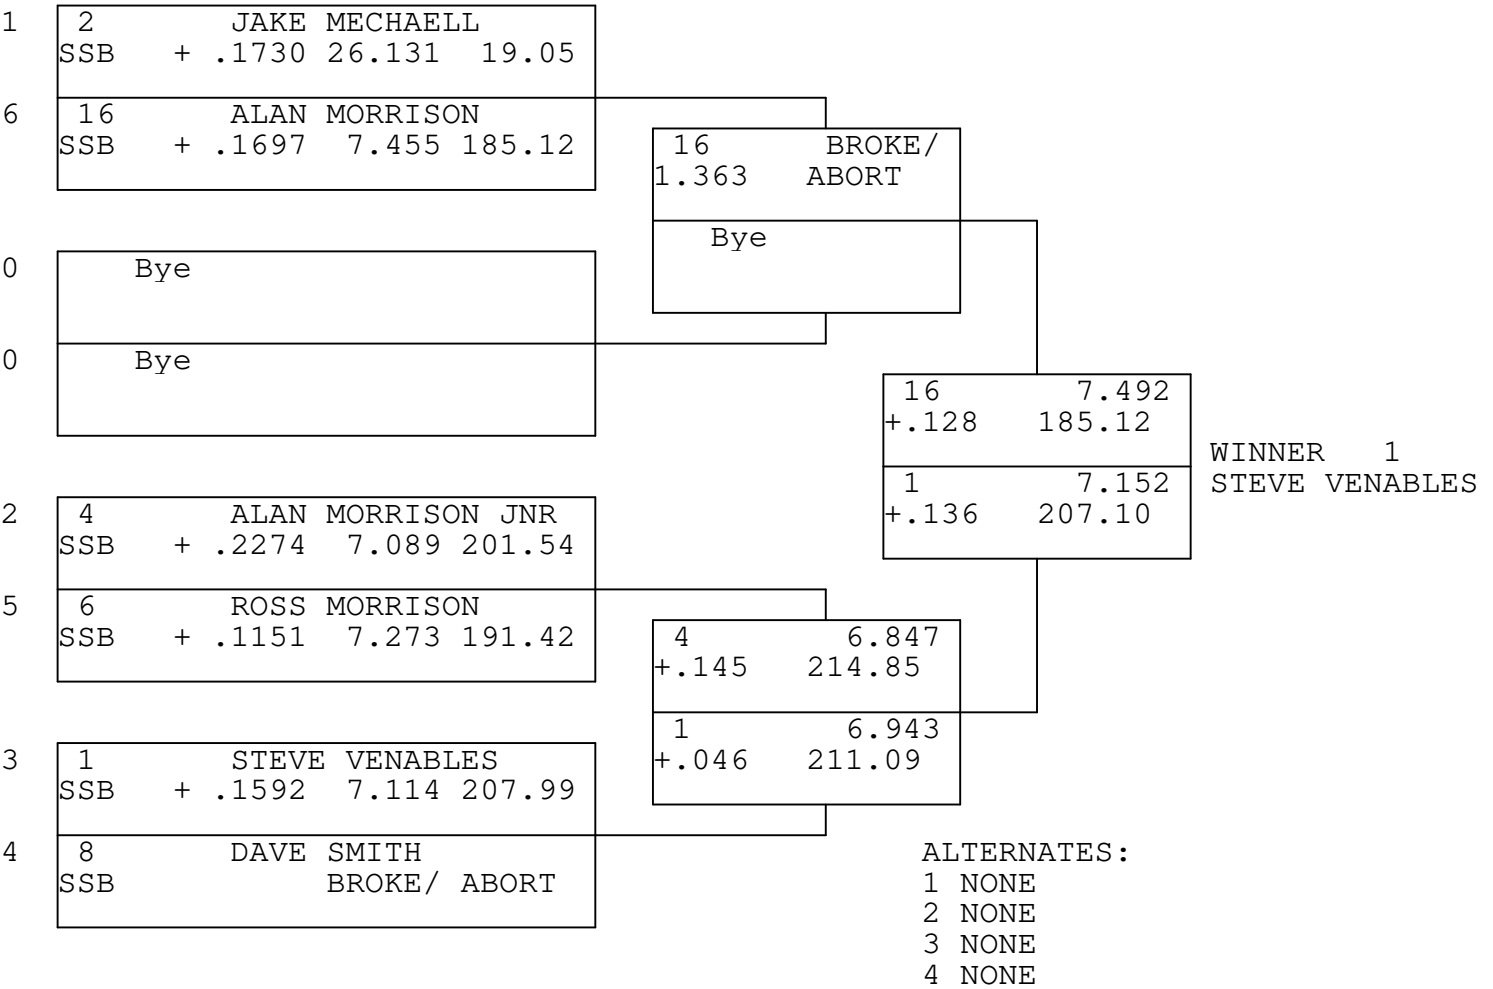 1 2 JAKE MECHAELL
SSB + .1730 26.131 19.05
6 16 ALAN MORRISON
SSB + .1697 7.455 185.12
16 BROKE/
1.363 ABORT
Bye
0 Bye
0 Bye
16 7.492
+.128 185.12
1 7.152
+.136 207.10
WINNER 1
STEVE VENABLES
2 4 ALAN MORRISON JNR
SSB + .2274 7.089 201.54
5 6 ROSS MORRISON
SSB + .1151 7.273 191.42
4 6.847
+.145 214.85
1 6.943
+.046 211.09
3 1 STEVE VENABLES
SSB + .1592 7.114 207.99
4 8 DAVE SMITH
SSB BROKE/ ABORT
ALTERNATES:
1 NONE
2 NONE
3 NONE
4 NONE